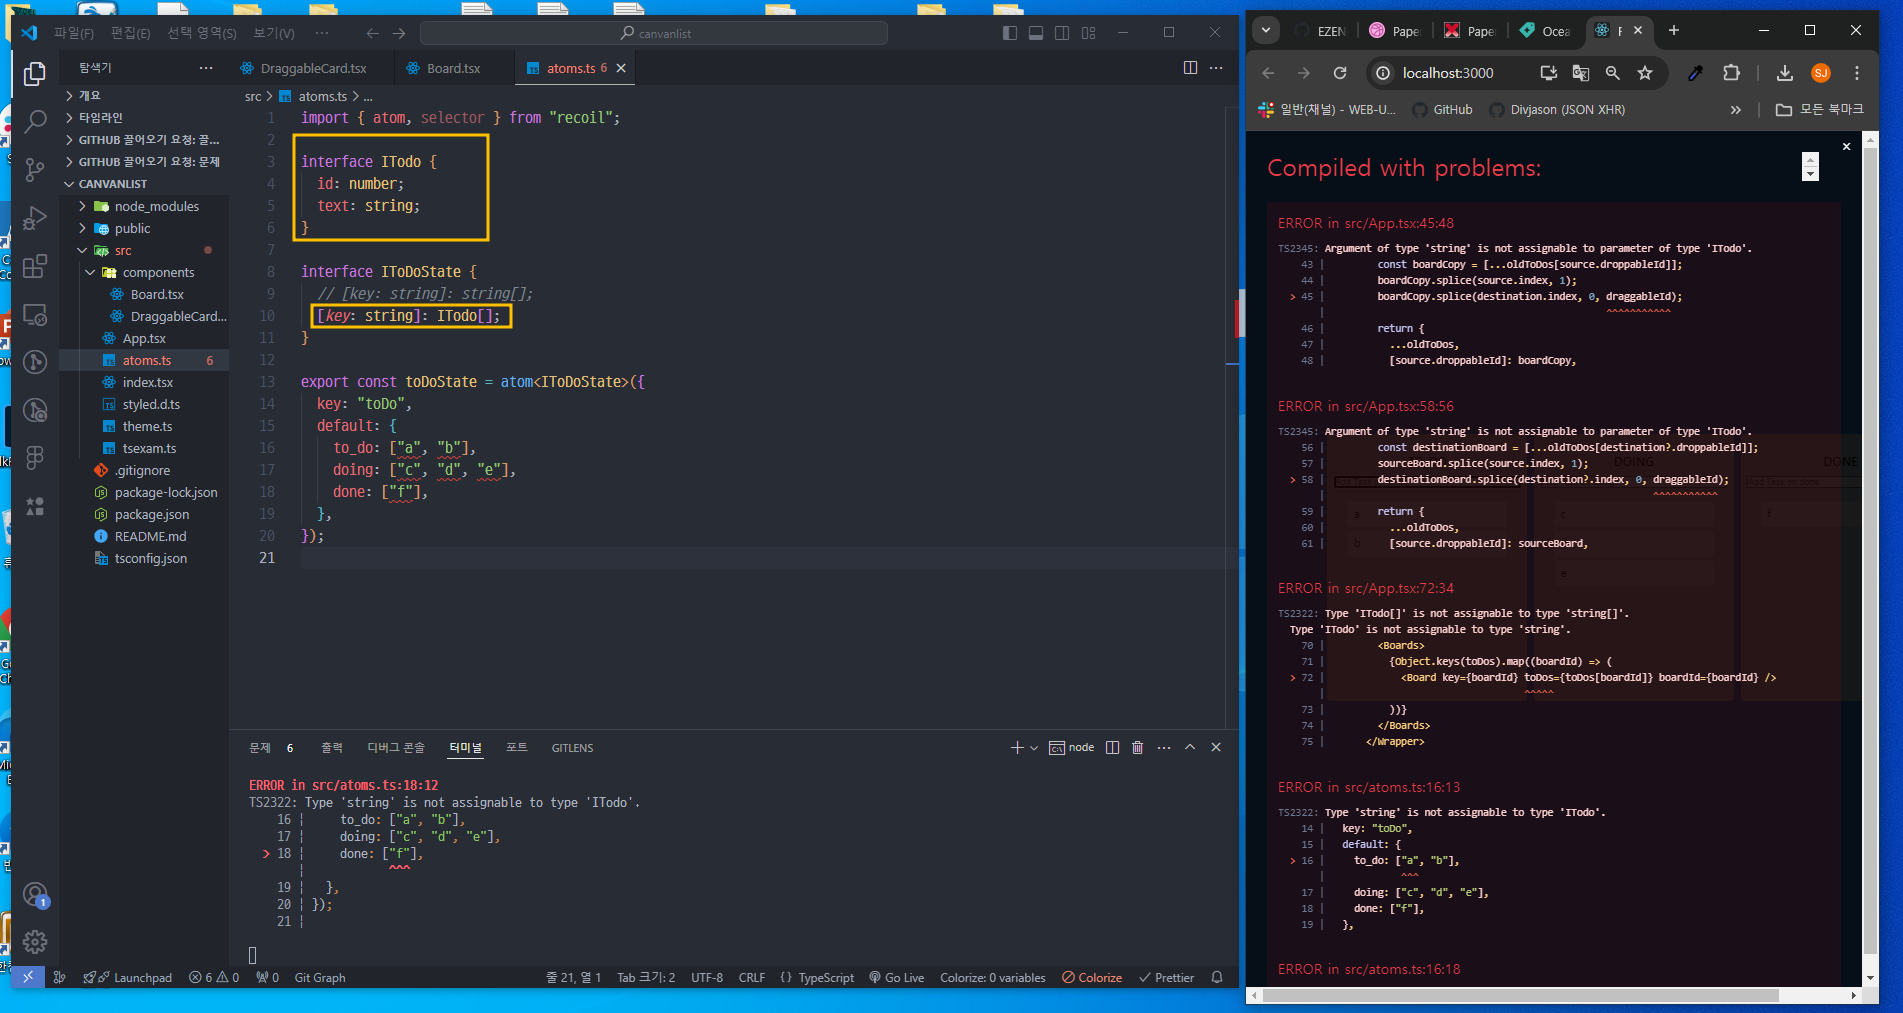 파일(F) 편집(E) 선택 영역(S) 보기(V) ··· canvanlist
탐색기 ···
개요
타임라인
GITHUB 끌어오기 요청: 끌...
GITHUB 끌어오기 요청: 문제
CANVANLIST
node_modules
public
src
components
Board.tsx
DraggableCard...
App.tsx
atoms.ts 6
index.tsx
styled.d.ts
theme.ts
tsexam.ts
.gitignore
package-lock.json
package.json
README.md
tsconfig.json
DraggableCard.tsx Board.tsx atoms.ts 6
src > atoms.ts > ...
1 import { atom, selector } from "recoil";
2
3 interface ITodo {
4 id: number;
5 text: string;
6 }
7
8 interface IToDoState {
9 // [key: string]: string[];
10 [key: string]: ITodo[];
11 }
12
13 export const toDoState = atom<IToDoState>({
14 key: "toDo",
15 default: {
16 to_do: ["a", "b"],
17 doing: ["c", "d", "e"],
18 done: ["f"],
19 },
20 });
21
문제 6 출력 디버그 콘솔 터미널 포트 GITLENS node
ERROR in src/atoms.ts:18:12
TS2322: Type 'string' is not assignable to type 'ITodo'.
16 | to_do: ["a", "b"],
17 | doing: ["c", "d", "e"],
> 18 | done: ["f"],
| ^^^
19 | },
20 | });
21 |
1
Launchpad 6 0 0 Git Graph 줄 21, 열 1 Tab 크기: 2 UTF-8 CRLF {} TypeScript Go Live Colorize: 0 variables Colorize Prettier
EZEN Pape Pape Ocea
localhost:3000 SJ
일반(채널) - WEB-U... GitHub Divjason (JSON XHR) » 모든 북마크
Compiled with problems:
ERROR in src/App.tsx:45:48
TS2345: Argument of type 'string' is not assignable to parameter of type 'ITodo'.
43 | const boardCopy = [...oldToDos[source.droppableId]];
44 | boardCopy.splice(source.index, 1);
> 45 | boardCopy.splice(destination.index, 0, draggableId);
| ^^^^^^^^^^^
46 | return {
47 | ...oldToDos,
48 | [source.droppableId]: boardCopy,
ERROR in src/App.tsx:58:56
TS2345: Argument of type 'string' is not assignable to parameter of type 'ITodo'.
56 | const destinationBoard = [...oldToDos[destination?.droppableId]];
57 | sourceBoard.splice(source.index, 1);
> 58 | destinationBoard.splice(destination?.index, 0, draggableId);
| ^^^^^^^^^^^
59 | return {
60 | ...oldToDos,
61 | [source.droppableId]: sourceBoard,
DOING DONE
a c f
b
e
ERROR in src/App.tsx:72:34
TS2322: Type 'ITodo[]' is not assignable to type 'string[]'.
Type 'ITodo' is not assignable to type 'string'.
70 | <Boards>
71 | {Object.keys(toDos).map((boardId) => (
> 72 | <Board key={boardId} toDos={toDos[boardId]} boardId={boardId} />
| ^^^^^
73 | ))}
74 | </Boards>
75 | </Wrapper>
ERROR in src/atoms.ts:16:13
TS2322: Type 'string' is not assignable to type 'ITodo'.
14 | key: "toDo",
15 | default: {
> 16 | to_do: ["a", "b"],
| ^^^
17 | doing: ["c", "d", "e"],
18 | done: ["f"],
19 | },
ERROR in src/atoms.ts:16:18